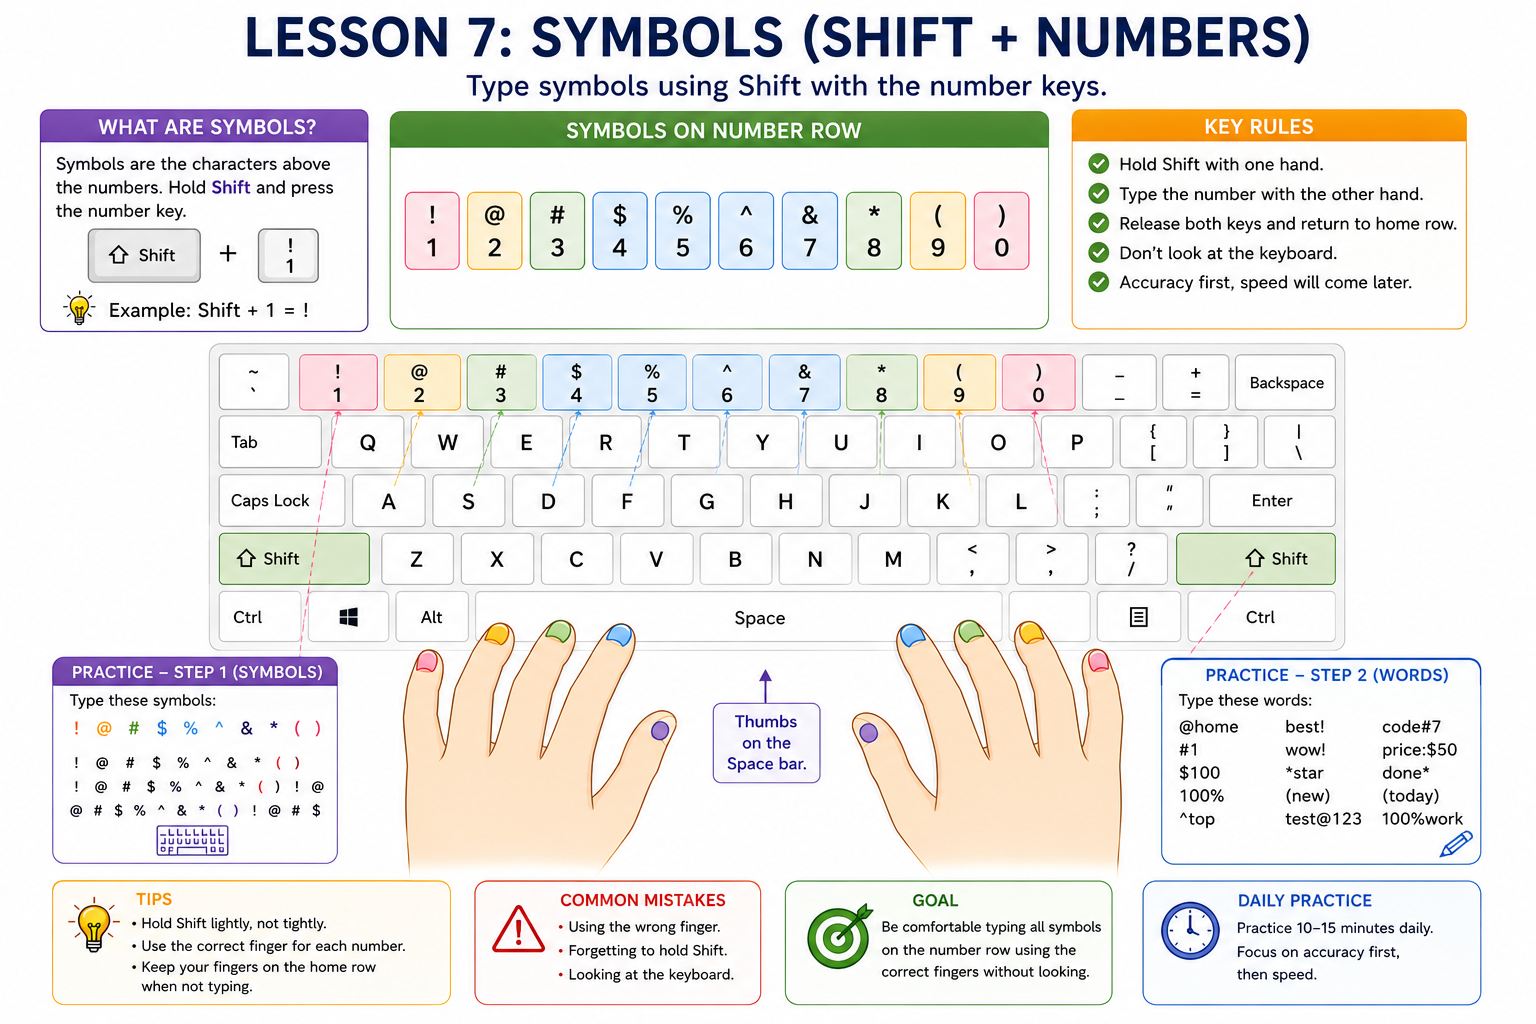 LESSON 7: SYMBOLS (SHIFT + NUMBERS)
Type symbols using Shift with the number keys.
WHAT ARE SYMBOLS?
Symbols are the characters above
the numbers. Hold Shift and press
the number key.
Shift + ! 1
Example: Shift + 1 = !
SYMBOLS ON NUMBER ROW
! @ # $ % ^ & * ( )
1 2 3 4 5 6 7 8 9 0
KEY RULES
Hold Shift with one hand.
Type the number with the other hand.
Release both keys and return to home row.
Don't look at the keyboard.
Accuracy first, speed will come later.
~ ! @ # $ % ^ & * ( ) _ +
` 1 2 3 4 5 6 7 8 9 0 _ = Backspace
Tab Q W E R T Y U I O P { [ } ] | \
Caps Lock A S D F G H J K L : ; " " Enter
Shift Z X C V B N M < , > , ? / Shift
Ctrl Alt Space Ctrl
PRACTICE – STEP 1 (SYMBOLS)
Type these symbols:
! @ # $ % ^ & * ( )
! @ # $ % ^ & * ( )
! @ # $ % ^ & * ( ) ! @
@ # $ % ^ & * ( ) ! @ # $
Thumbs
on the
Space bar.
PRACTICE – STEP 2 (WORDS)
Type these words:
@home best! code#7
#1 wow! price:$50
$100 *star done*
100% (new) (today)
^top test@123 100%work
TIPS
• Hold Shift lightly, not tightly.
• Use the correct finger for each number.
• Keep your fingers on the home row
when not typing.
COMMON MISTAKES
• Using the wrong finger.
• Forgetting to hold Shift.
• Looking at the keyboard.
GOAL
Be comfortable typing all symbols
on the number row using the
correct fingers without looking.
DAILY PRACTICE
Practice 10–15 minutes daily.
Focus on accuracy first,
then speed.